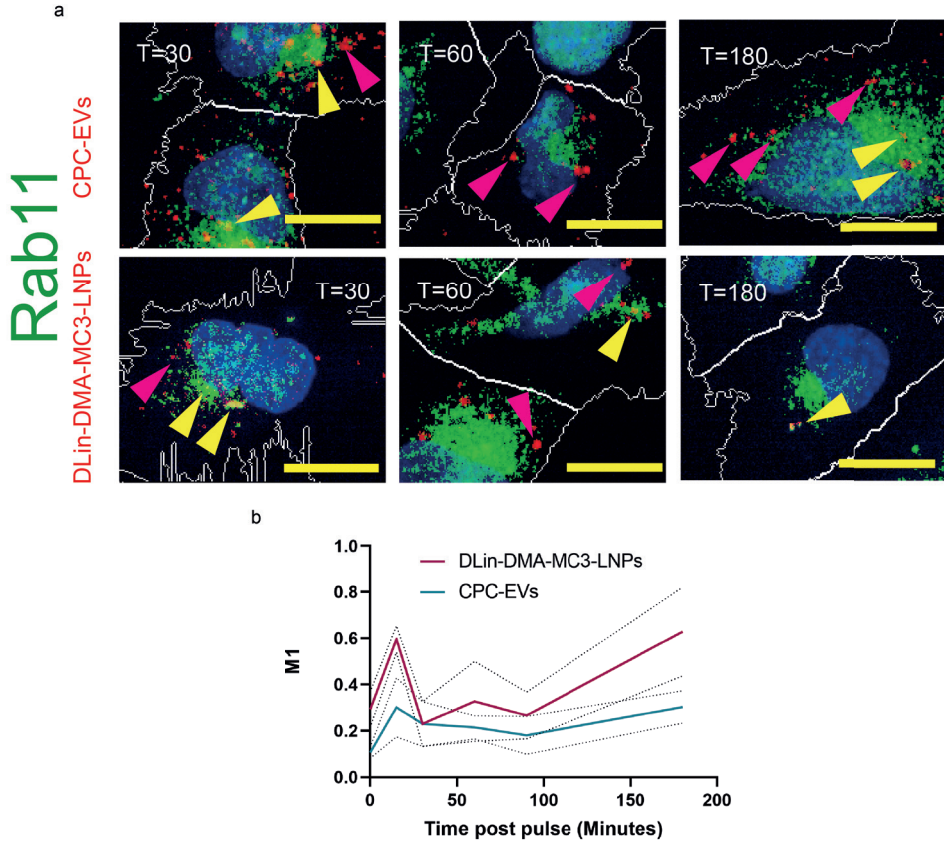 a
Rab11
CPC-EVs
T=30
T=60
T=180
DLin-DMA-MC3-LNPs
T=30
T=60
T=180
b
DLin-DMA-MC3-LNPs
CPC-EVs
M1
1.0
0.8
0.6
0.4
0.2
0.0
0 50 100 150 200
Time post pulse (Minutes)